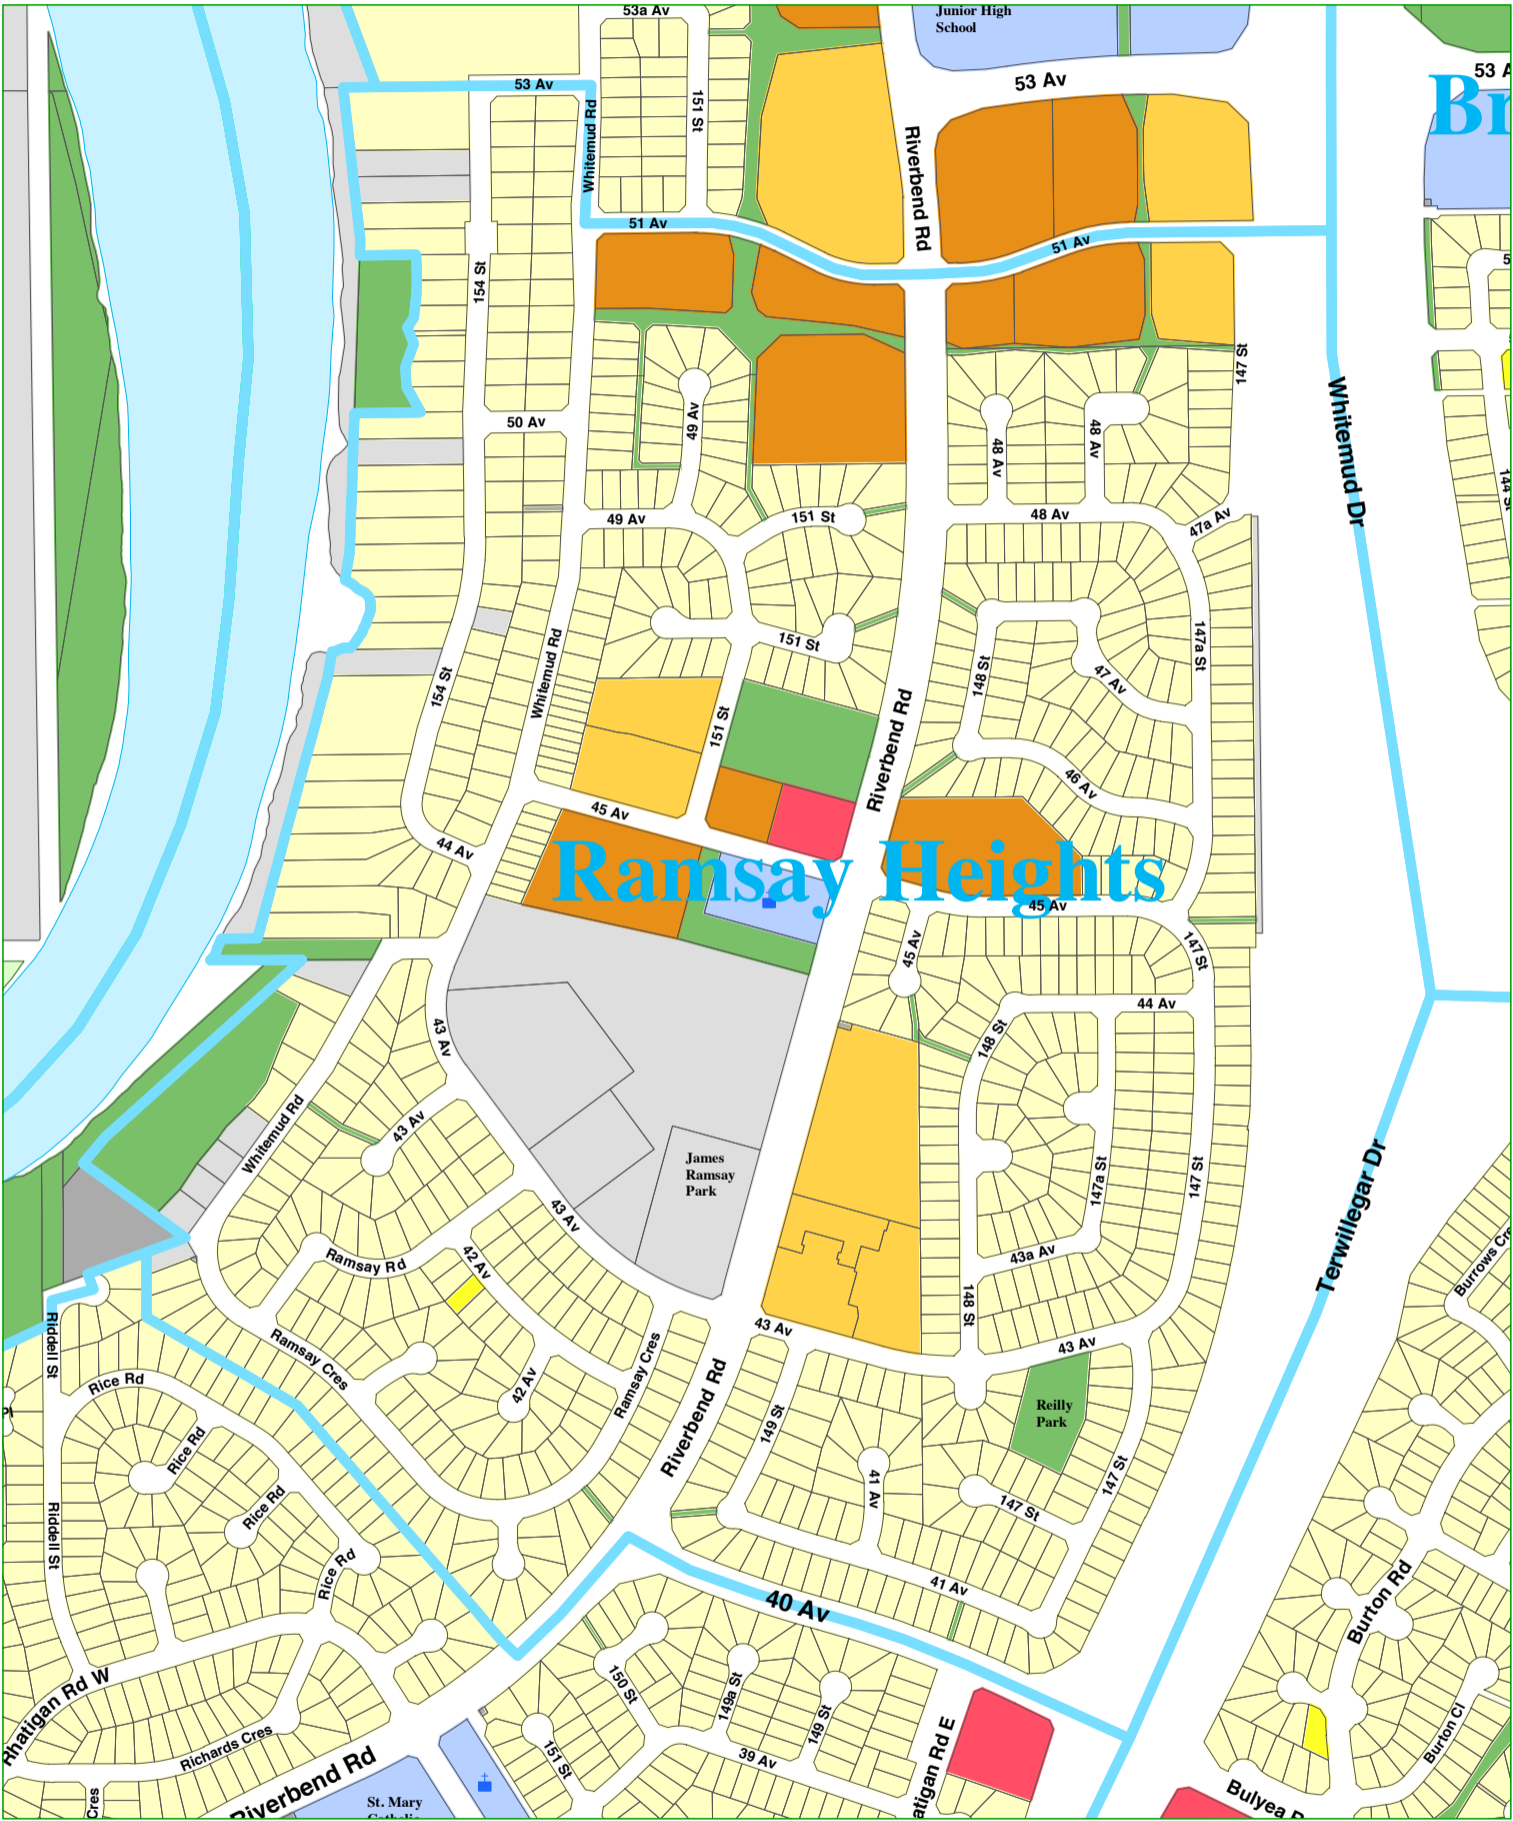 53a Av
Junior High
School
53 Av
53 A
Br
53 Av
Whitemud Rd
151 St
Riverbend Rd
51 Av
51 Av
154 St
147 St
50 Av
49 Av
48 Av
48 Av
Whitemud Dr
144 St
49 Av
151 St
48 Av
47a Av
154 St
Whitemud Rd
151 St
148 St
47 Av
147a St
151 St
Riverbend Rd
46 Av
45 Av
44 Av
Ramsay Heights
45 Av
45 Av
147 St
43 Av
44 Av
148 St
Whitemud Rd
43 Av
James
Ramsay
Park
147a St
147 St
Terwillegar Dr
43 Av
Ramsay Rd
42 Av
43a Av
Burrows Cre
148 St
43 Av
43 Av
Riddell St
Ramsay Cres
Ramsay Cres
Rice Rd
42 Av
Riverbend Rd
149 St
Reilly
Park
Rice Rd
41 Av
147 St
147 St
Rice Rd
Riddell St
Rice Rd
41 Av
40 Av
Burton Rd
Rhatigan Rd W
150 St
149a St
149 St
Richards Cres
Riverbend Rd
151 St
39 Av
atigan Rd E
Burton Cl
Cres
St. Mary
Bulyea